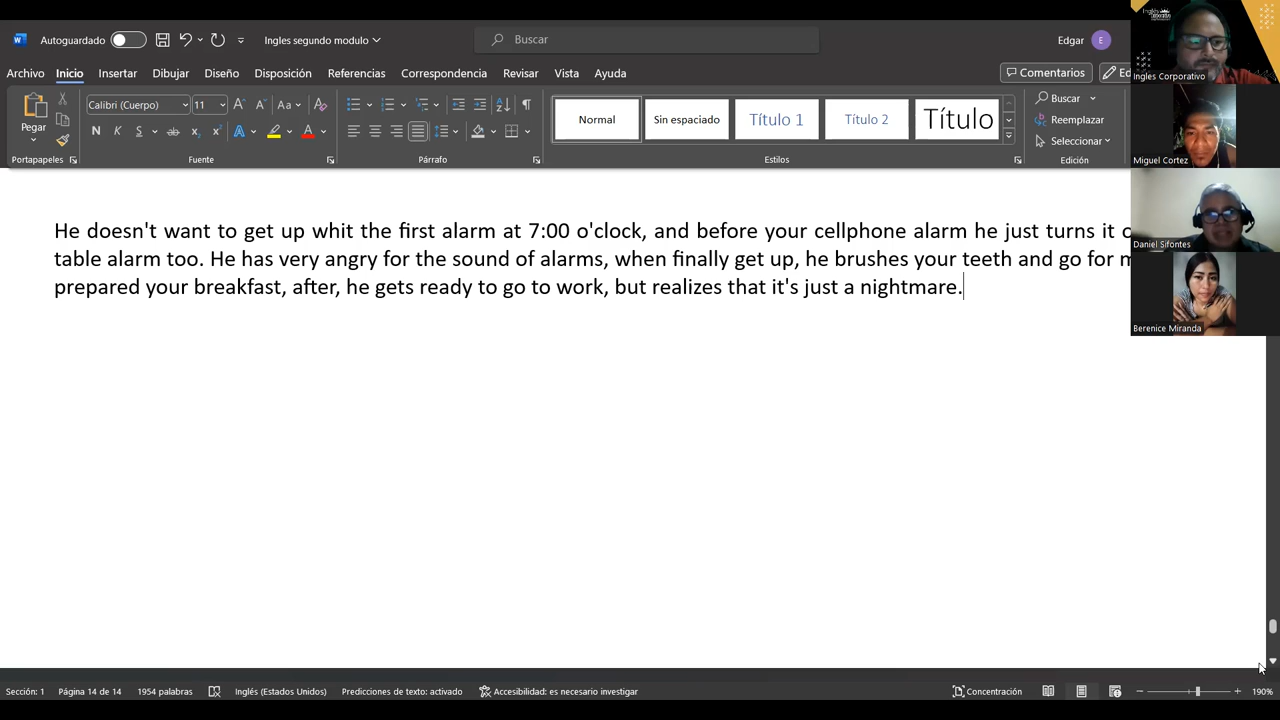 Autoguardado
Ingles segundo modulo
Buscar
Edgar E
Archivo Inicio Insertar Dibujar Diseño Disposición Referencias Correspondencia Revisar Vista Ayuda
Comentarios
Pegar
Calibri (Cuerpo) 11
Normal
Sin espaciado
Título 1
Título 2
Título
Buscar
Reemplazar
Seleccionar
Portapapeles Fuente Párrafo Estilos Edición
Inglés Corporativo
Ingles Corporativo
Miguel Cortez
Daniel Sifontes
Berenice Miranda
He doesn't want to get up whit the first alarm at 7:00 o'clock, and before your cellphone alarm he just turns it
table alarm too. He has very angry for the sound of alarms, when finally get up, he brushes your teeth and go for
prepared your breakfast, after, he gets ready to go to work, but realizes that it's just a nightmare.
Sección: 1 Página 14 de 14 1954 palabras Inglés (Estados Unidos) Predicciones de texto: activado Accesibilidad: es necesario investigar Concentración 190%